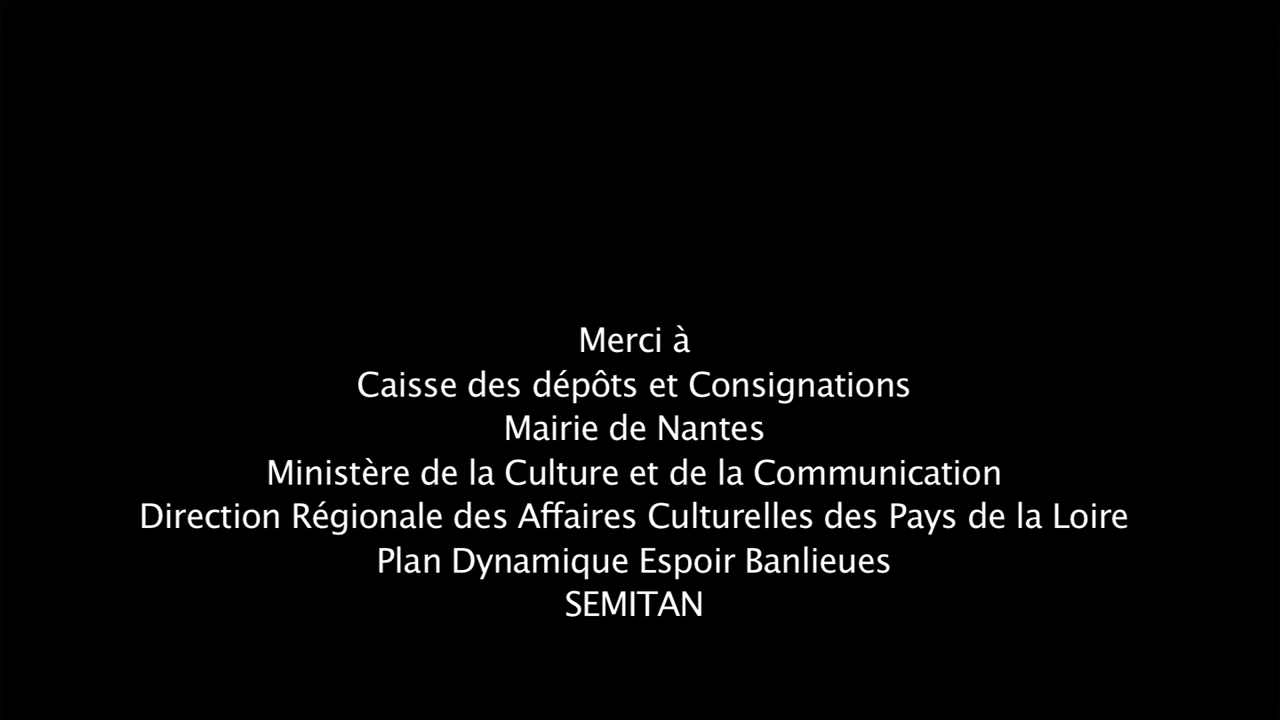 Merci à
Caisse des dépôts et Consignations
Mairie de Nantes
Ministère de la Culture et de la Communication
Direction Régionale des Affaires Culturelles des Pays de la Loire
Plan Dynamique Espoir Banlieues
SEMITAN